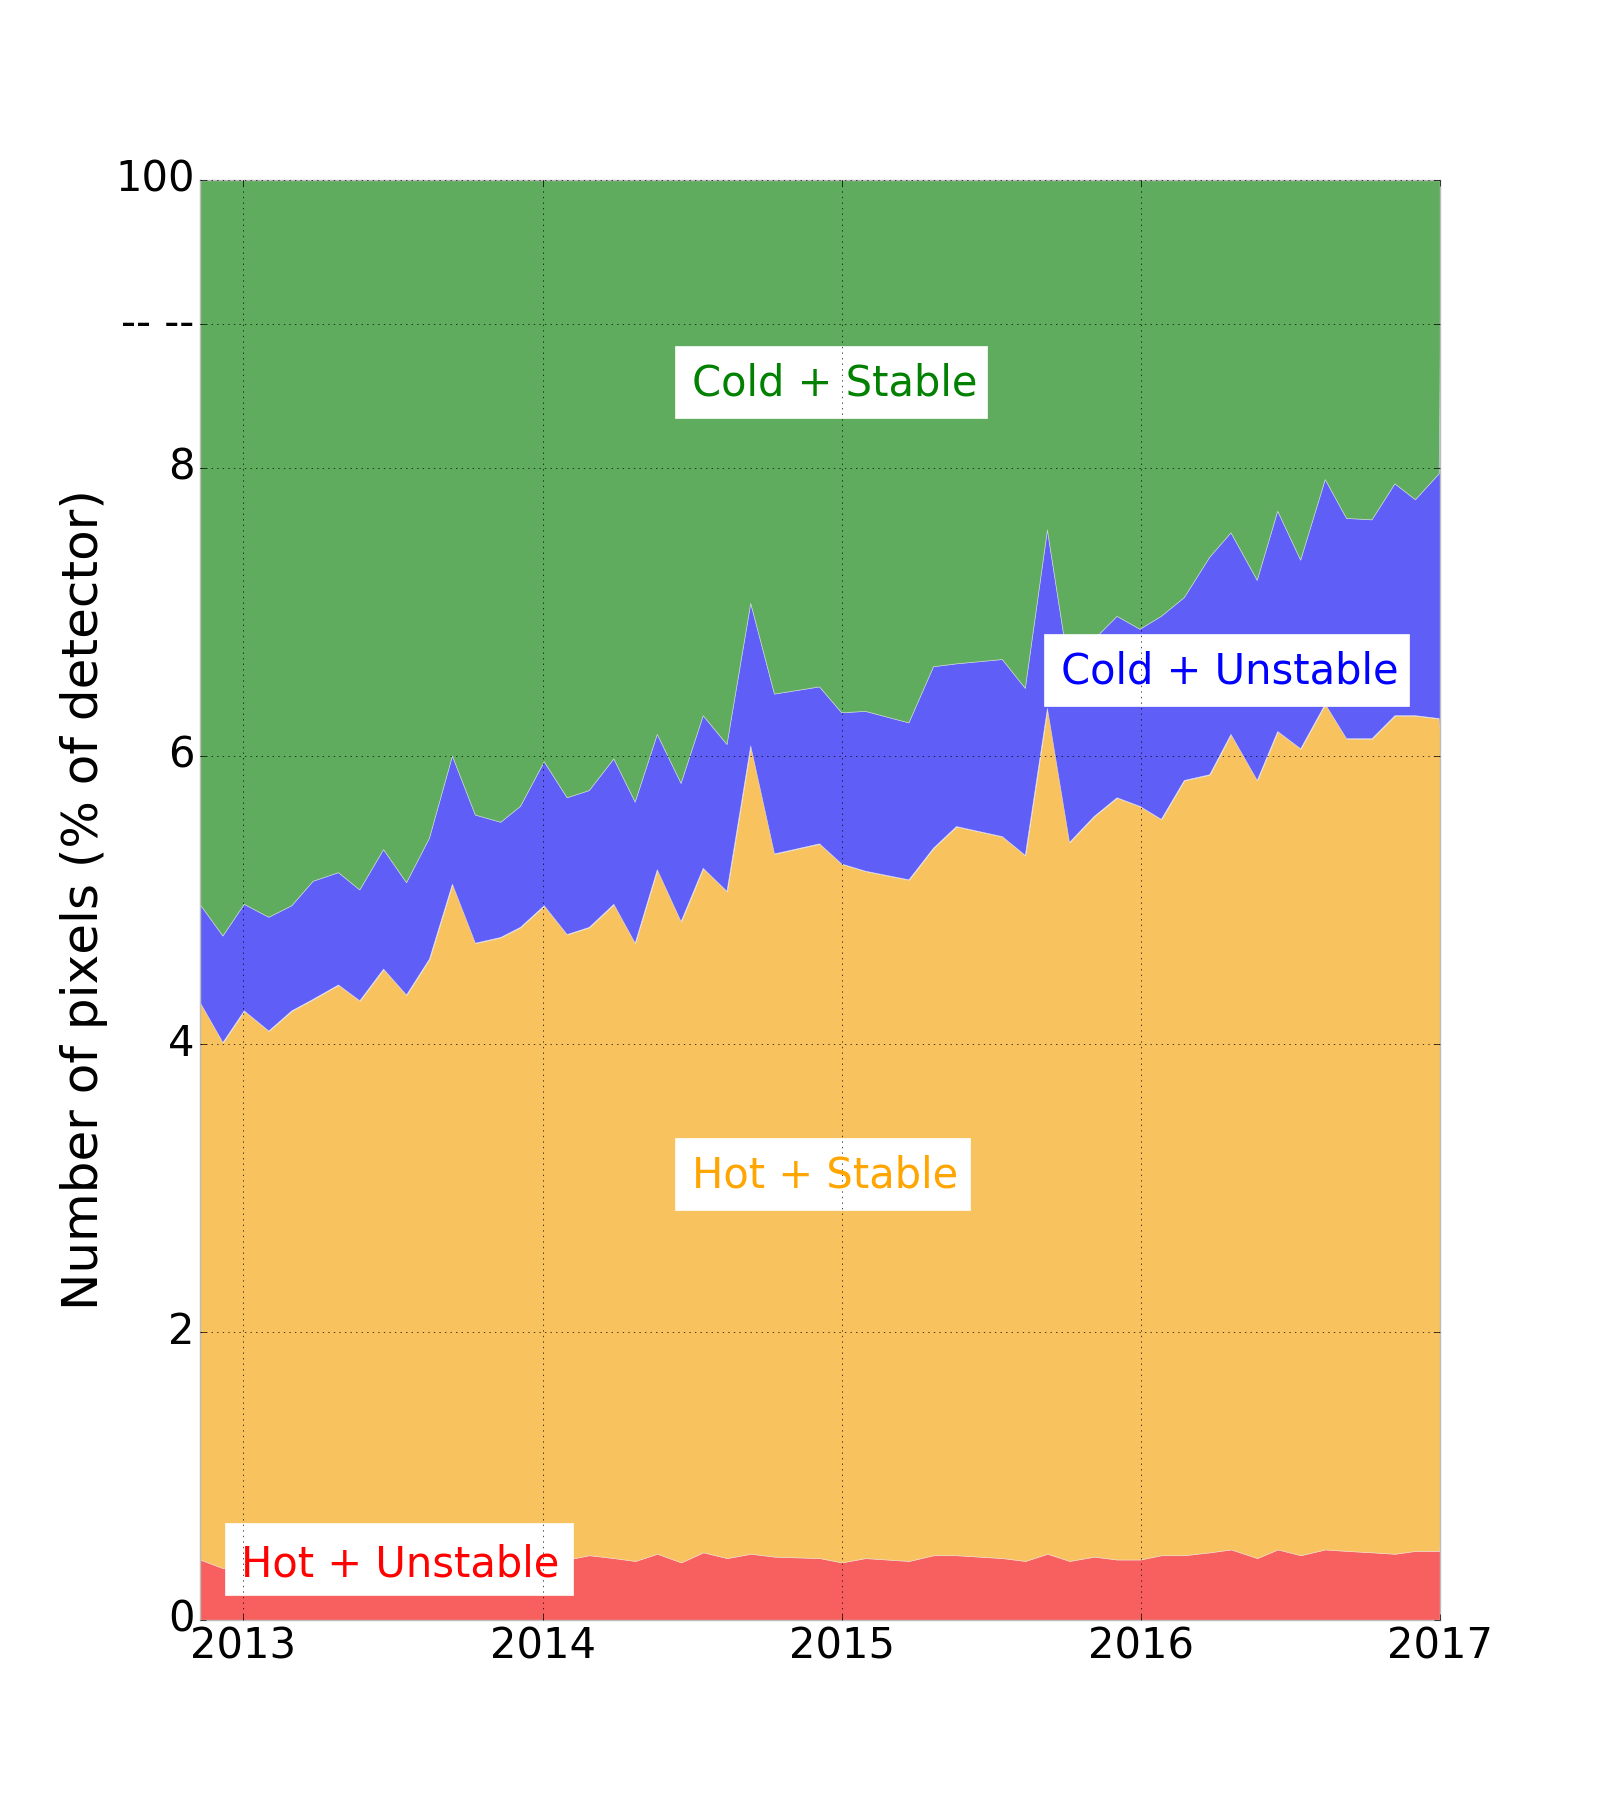 100
-- --
8
6
4
2
0
Number of pixels (% of detector)
Cold + Stable
Cold + Unstable
Hot + Stable
Hot + Unstable
2013
2014
2015
2016
2017